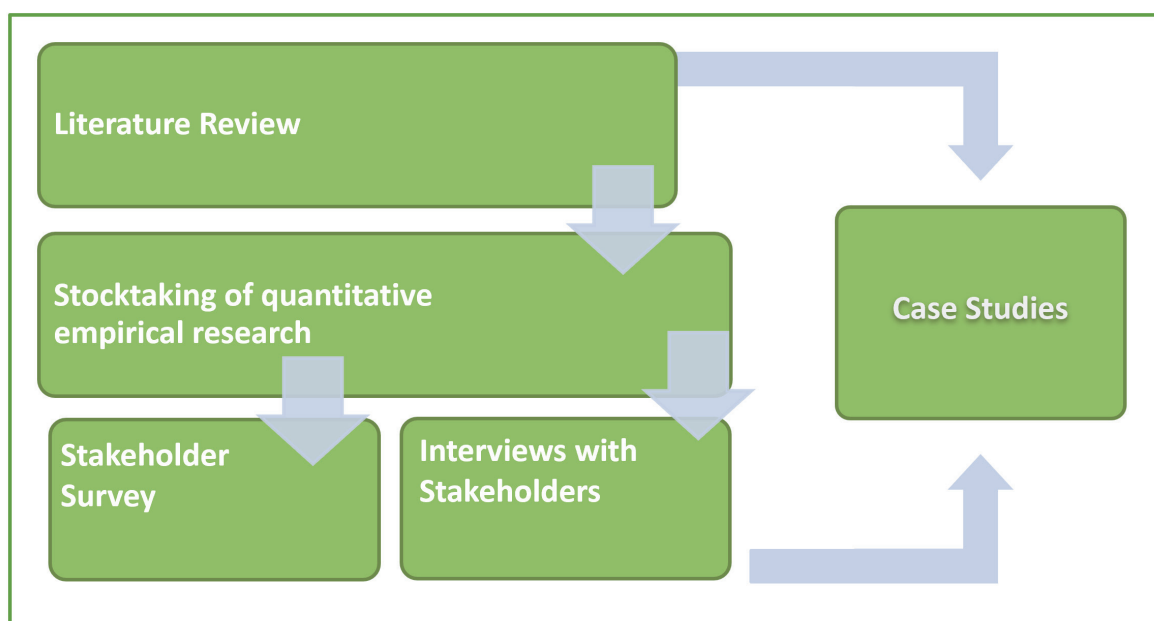 Literature Review
Stocktaking of quantitative
empirical research
Case Studies
Stakeholder
Survey
Interviews with
Stakeholders